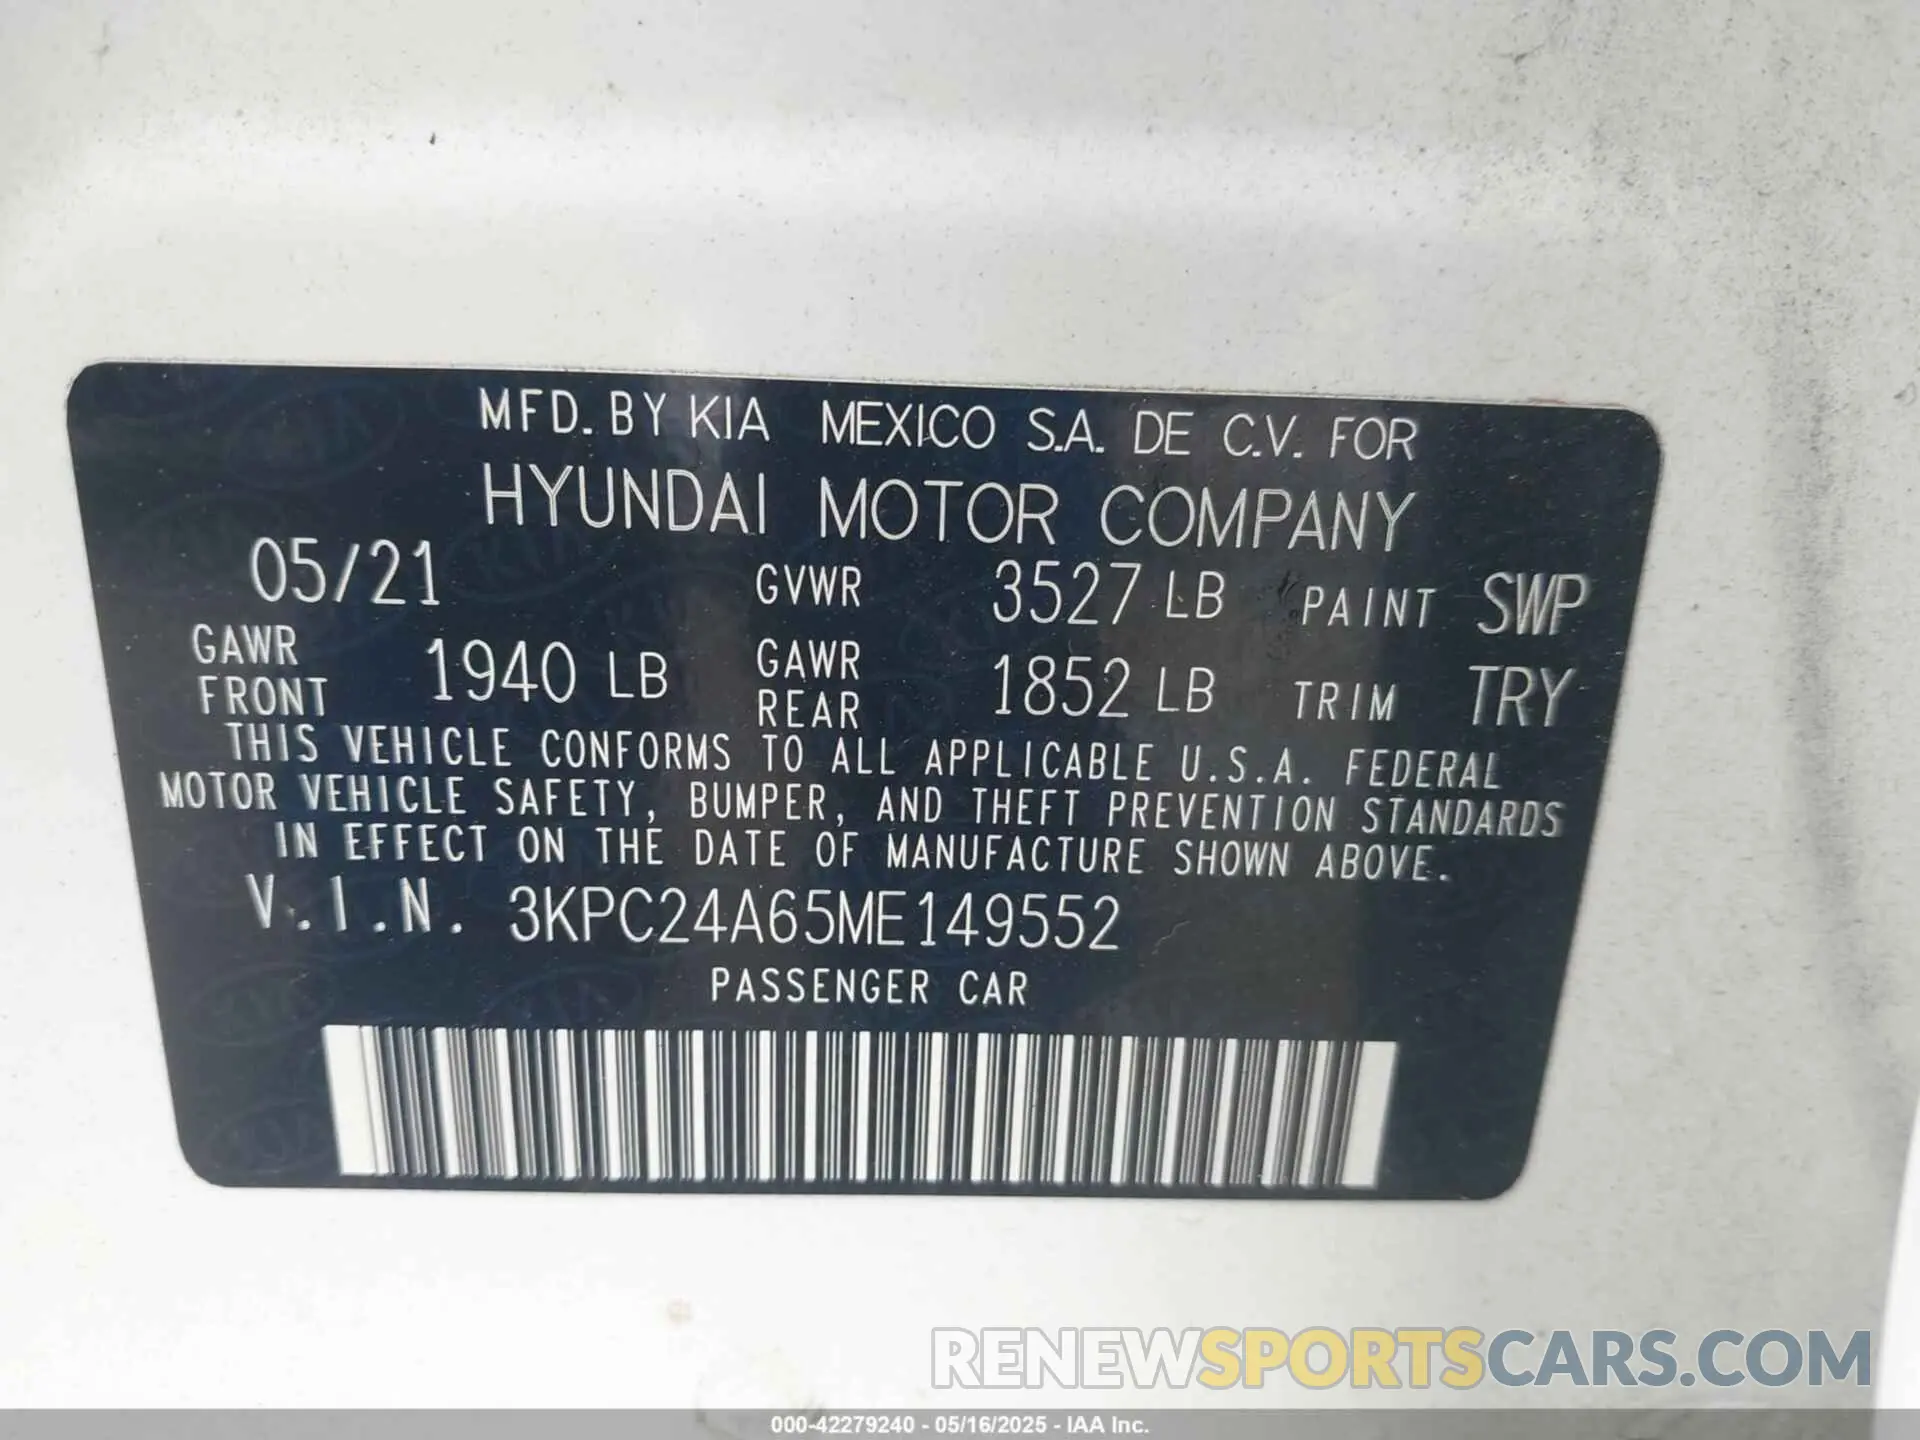 MFD. BY KIA MEXICO S.A. DE C.V. FOR
HYUNDAI MOTOR COMPANY
05/21 GVWR 3527 LB PAINT SWP
GAWR FRONT 1940 LB GAWR REAR 1852 LB TRIM TRY
THIS VEHICLE CONFORMS TO ALL APPLICABLE U.S.A. FEDERAL
MOTOR VEHICLE SAFETY, BUMPER, AND THEFT PREVENTION STANDARDS
IN EFFECT ON THE DATE OF MANUFACTURE SHOWN ABOVE.
V.I.N. 3KPC24A65ME149552
PASSENGER CAR
RENEWSPORTSCARS.COM
000-42279240 - 05/16/2025 - IAA Inc.